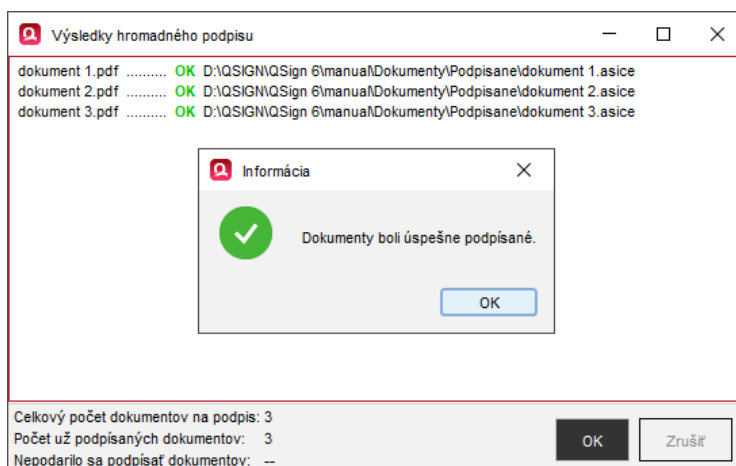 Výsledky hromadného podpisu
dokument 1.pdf .......... OK D:\QSIGN\QSign 6\manual\Dokumenty\Podpisane\dokument 1.asice
dokument 2.pdf .......... OK D:\QSIGN\QSign 6\manual\Dokumenty\Podpisane\dokument 2.asice
dokument 3.pdf .......... OK D:\QSIGN\QSign 6\manual\Dokumenty\Podpisane\dokument 3.asice
Informácia
Dokumenty boli úspešne podpísané.
OK
Celkový počet dokumentov na podpis: 3
Počet už podpísaných dokumentov: 3
Nepodarilo sa podpísať dokumentov: --
OK
Zrušiť